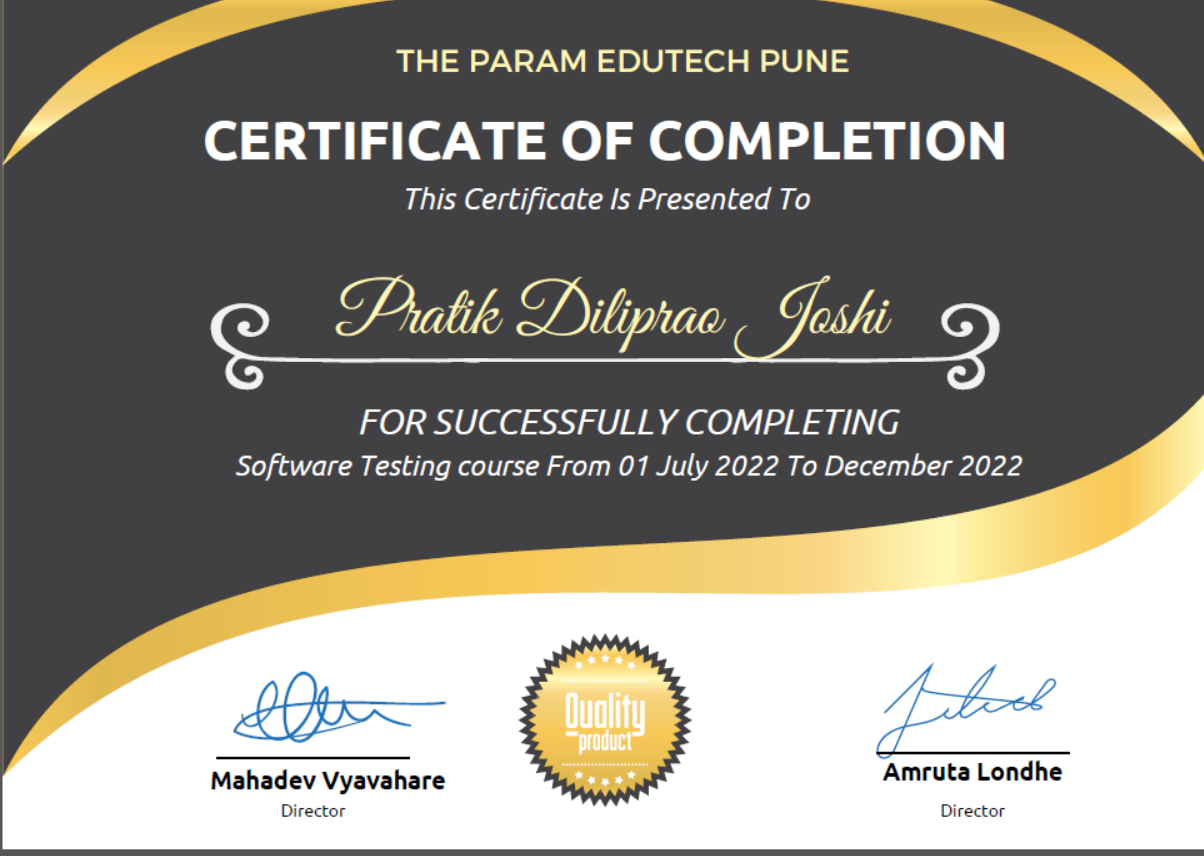 THE PARAM EDUTECH PUNE
CERTIFICATE OF COMPLETION
This Certificate Is Presented To
Pratik Diliprao Joshi
FOR SUCCESSFULLY COMPLETING
Software Testing course From 01 July 2022 To December 2022
Quality
product
Mahadev Vyavahare
Director
Amruta Londhe
Director